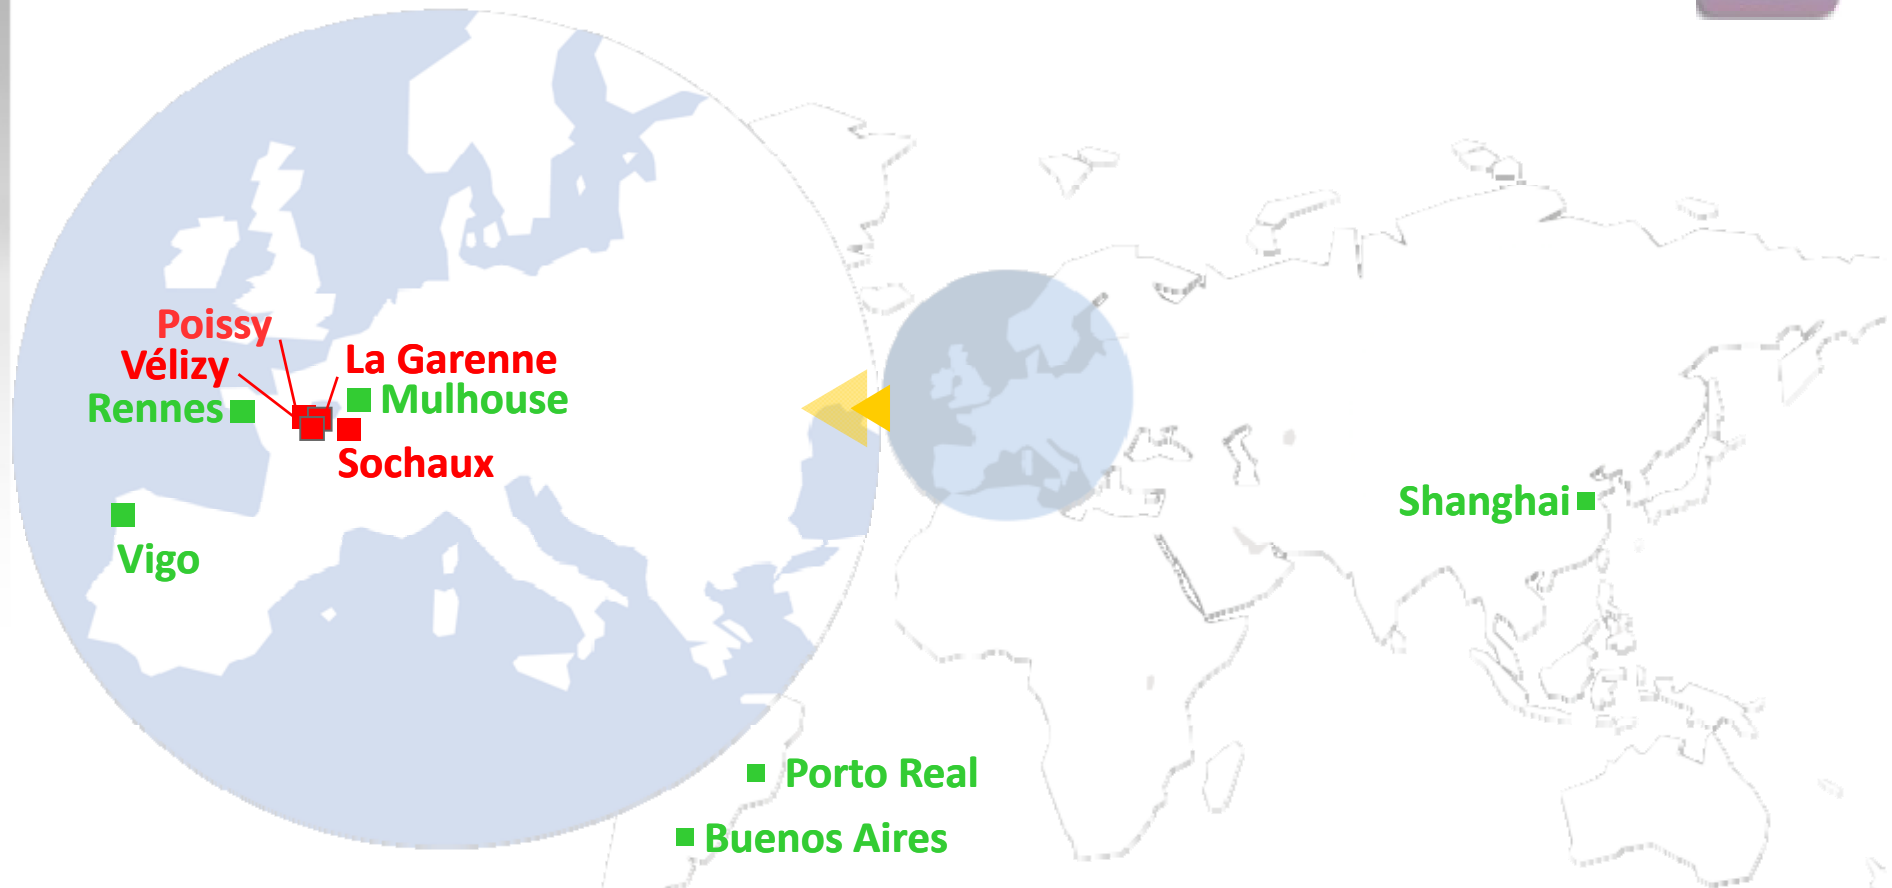 Poissy
Vélizy
La Garenne
Rennes
Mulhouse
Sochaux
Vigo
Shanghai
Porto Real
Buenos Aires